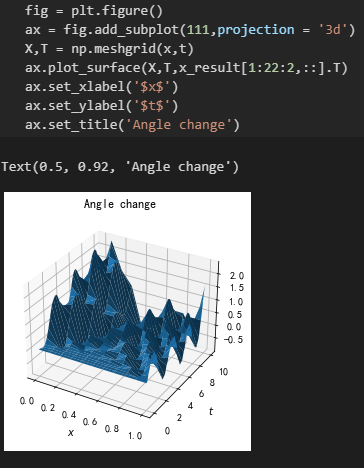 fig = plt.figure()
ax = fig.add_subplot(111,projection = '3d')
X,T = np.meshgrid(x,t)
ax.plot_surface(X,T,x_result[1:22:2,::].T)
ax.set_xlabel('$x$')
ax.set_ylabel('$t$')
ax.set_title('Angle change')
Text(0.5, 0.92, 'Angle change')
Angle change
2.0
1.5
1.0
0.5
0.0
−0.5
0.0 0.2 0.4 0.6 0.8 1.0
x
0 2 4 6 8 10
t